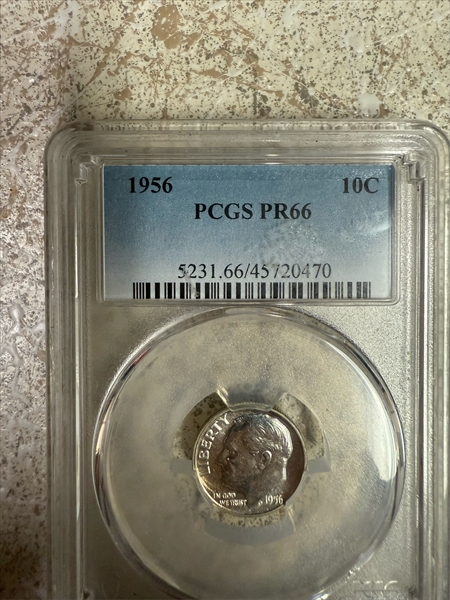 1956 10C
PCGS PR66
5231.66/45720470
LIBERTY
IN GOD
WE TRUST
1956